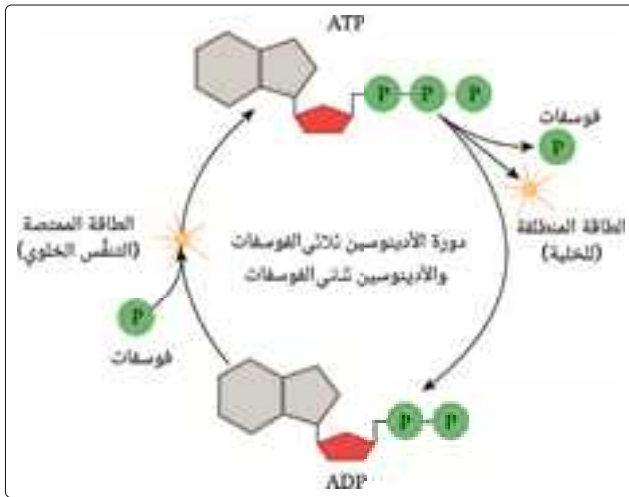 ATP
P P P
فوسفات
P
الطاقة المنطلقة
(للخلية)
الطاقة الممتصة
(التنفس الخلوي)
دورة الأدينوسين ثلاثي الفوسفات
والأدينوسين ثنائي الفوسفات
P
فوسفات
P P
ADP